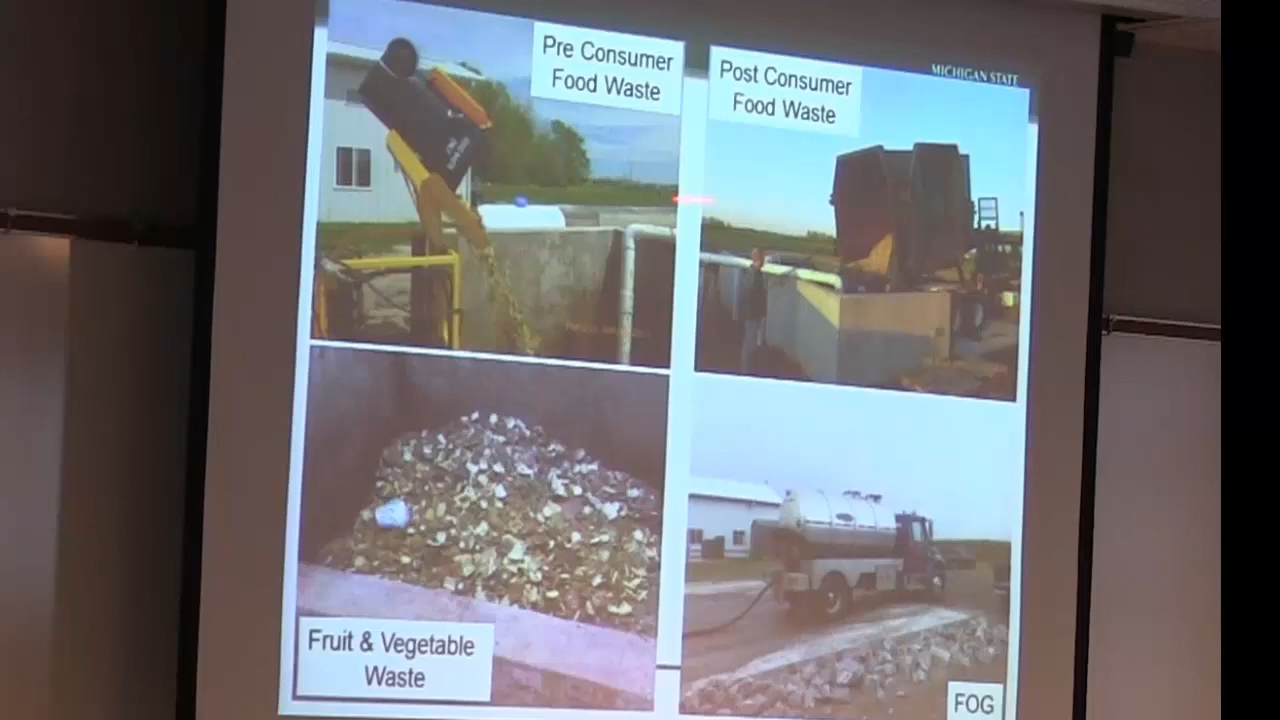 Pre Consumer
Food Waste
Post Consumer
Food Waste
MICHIGAN STATE
Fruit & Vegetable
Waste
FOG